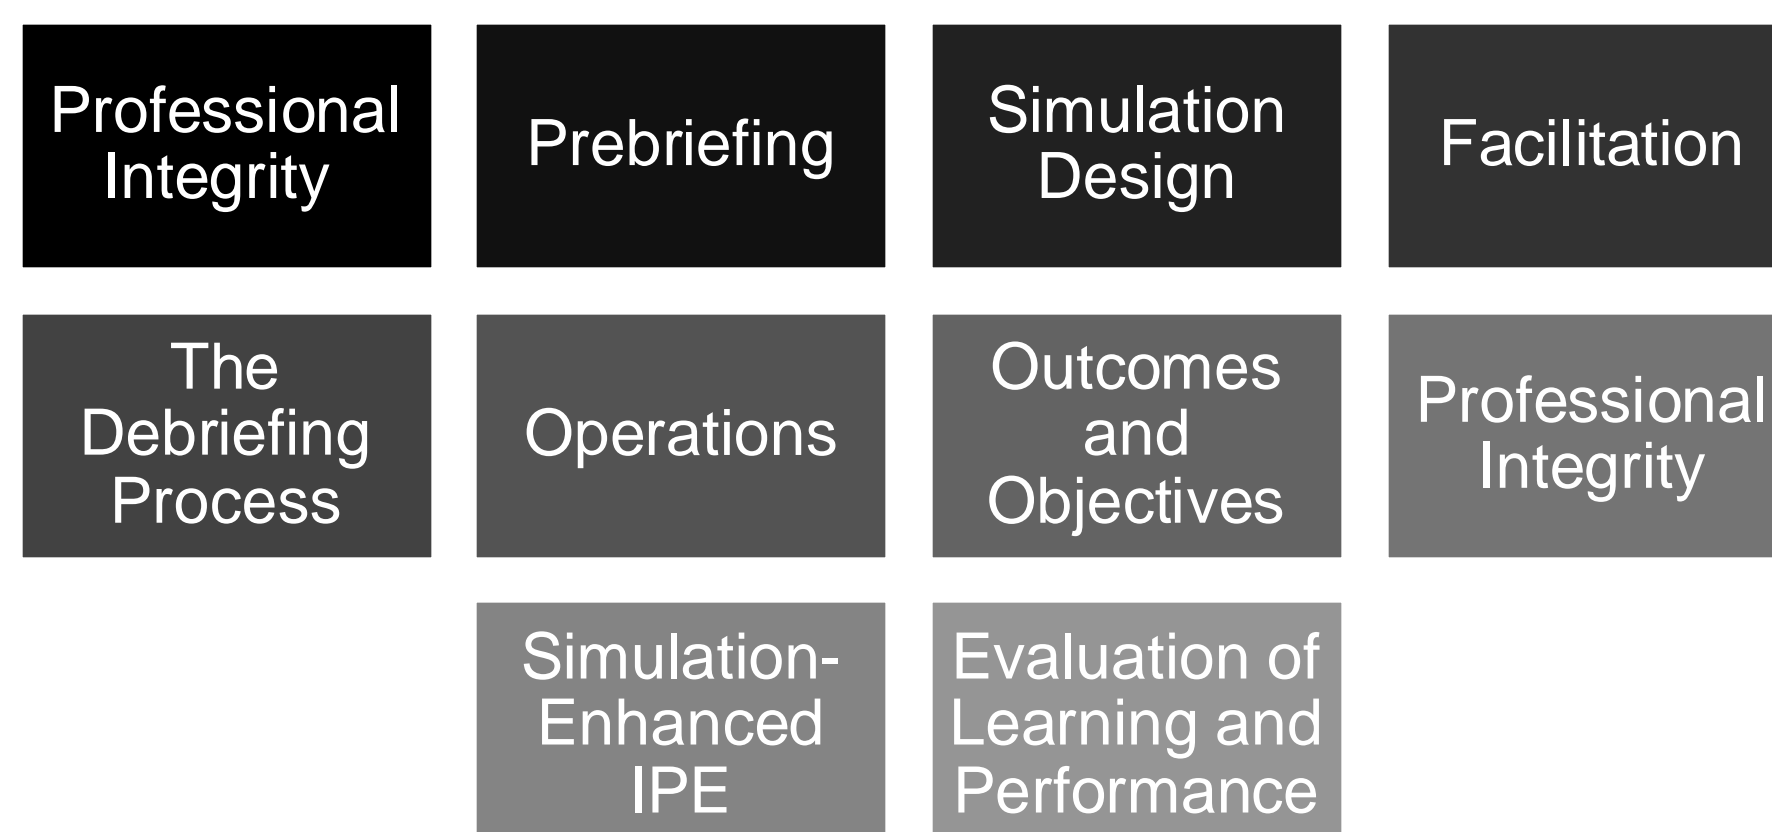 Professional
Integrity
Prebriefing
Simulation
Design
Facilitation
The
Debriefing
Process
Operations
Outcomes
and
Objectives
Professional
Integrity
Simulation-
Enhanced
IPE
Evaluation of
Learning and
Performance